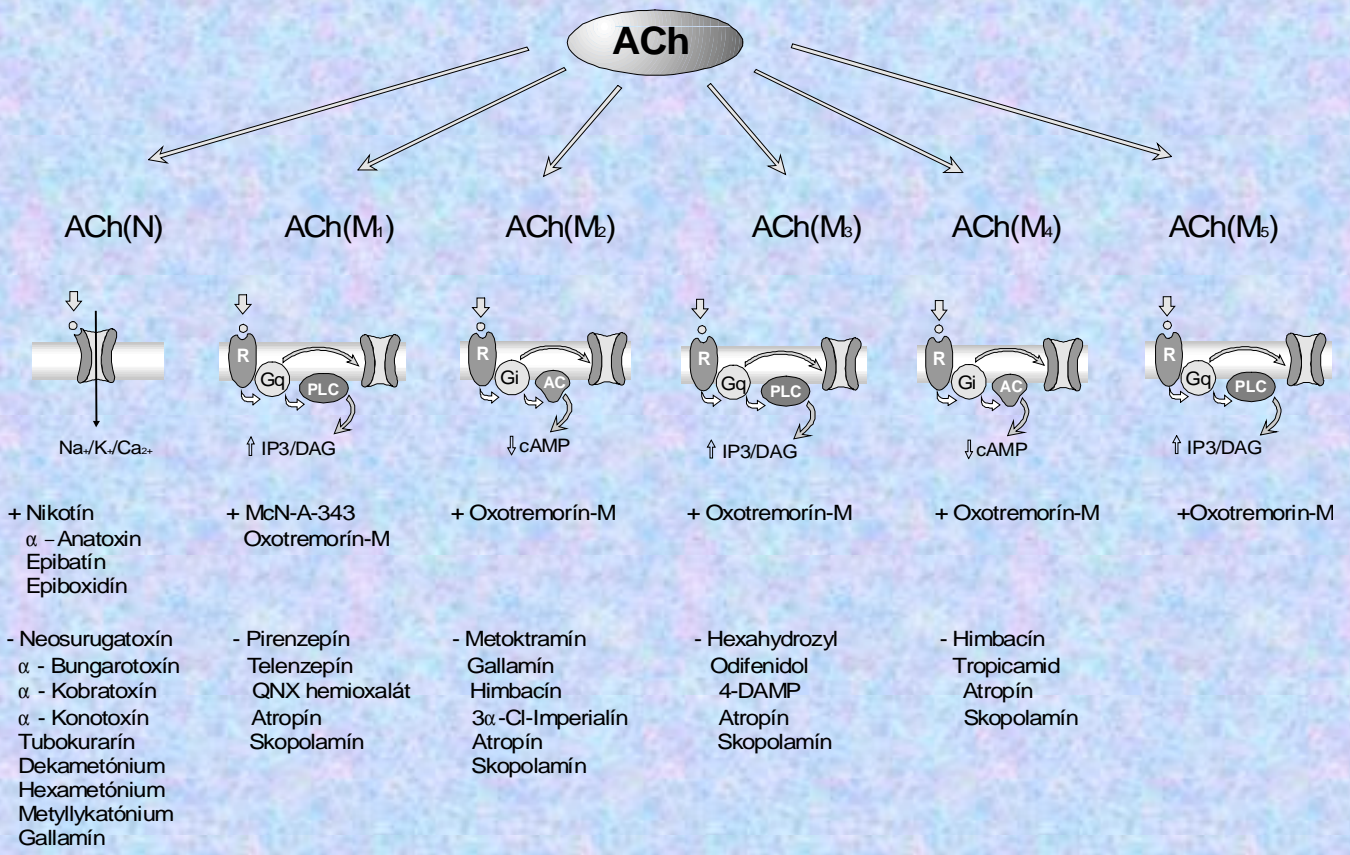 ACh
ACh(N)
ACh(M₁)
ACh(M₂)
ACh(M₃)
ACh(M₄)
ACh(M₅)
R
Gq
PLC
R
Gi
AC
R
Gq
PLC
R
Gi
AC
R
Gq
PLC
Na₊/K₊/Ca₂₊
⇧ IP3/DAG
⇩ cAMP
⇧ IP3/DAG
⇩ cAMP
⇧ IP3/DAG
+ Nikotín
α – Anatoxin
Epibatín
Epiboxidín
- Neosurugatoxín
α - Bungarotoxín
α - Kobratoxín
α - Konotoxín
Tubokurarín
Dekametónium
Hexametónium
Metyllykatónium
Gallamín
+ McN-A-343
Oxotremorín-M
- Pirenzepín
Telenzepín
QNX hemioxalát
Atropín
Skopolamín
+ Oxotremorín-M
- Metoktramín
Gallamín
Himbacín
3α-Cl-Imperialín
Atropín
Skopolamín
+ Oxotremorín-M
- Hexahydrozyl
Odifenidol
4-DAMP
Atropín
Skopolamín
+ Oxotremorín-M
- Himbacín
Tropicamid
Atropín
Skopolamín
+Oxotremorin-M